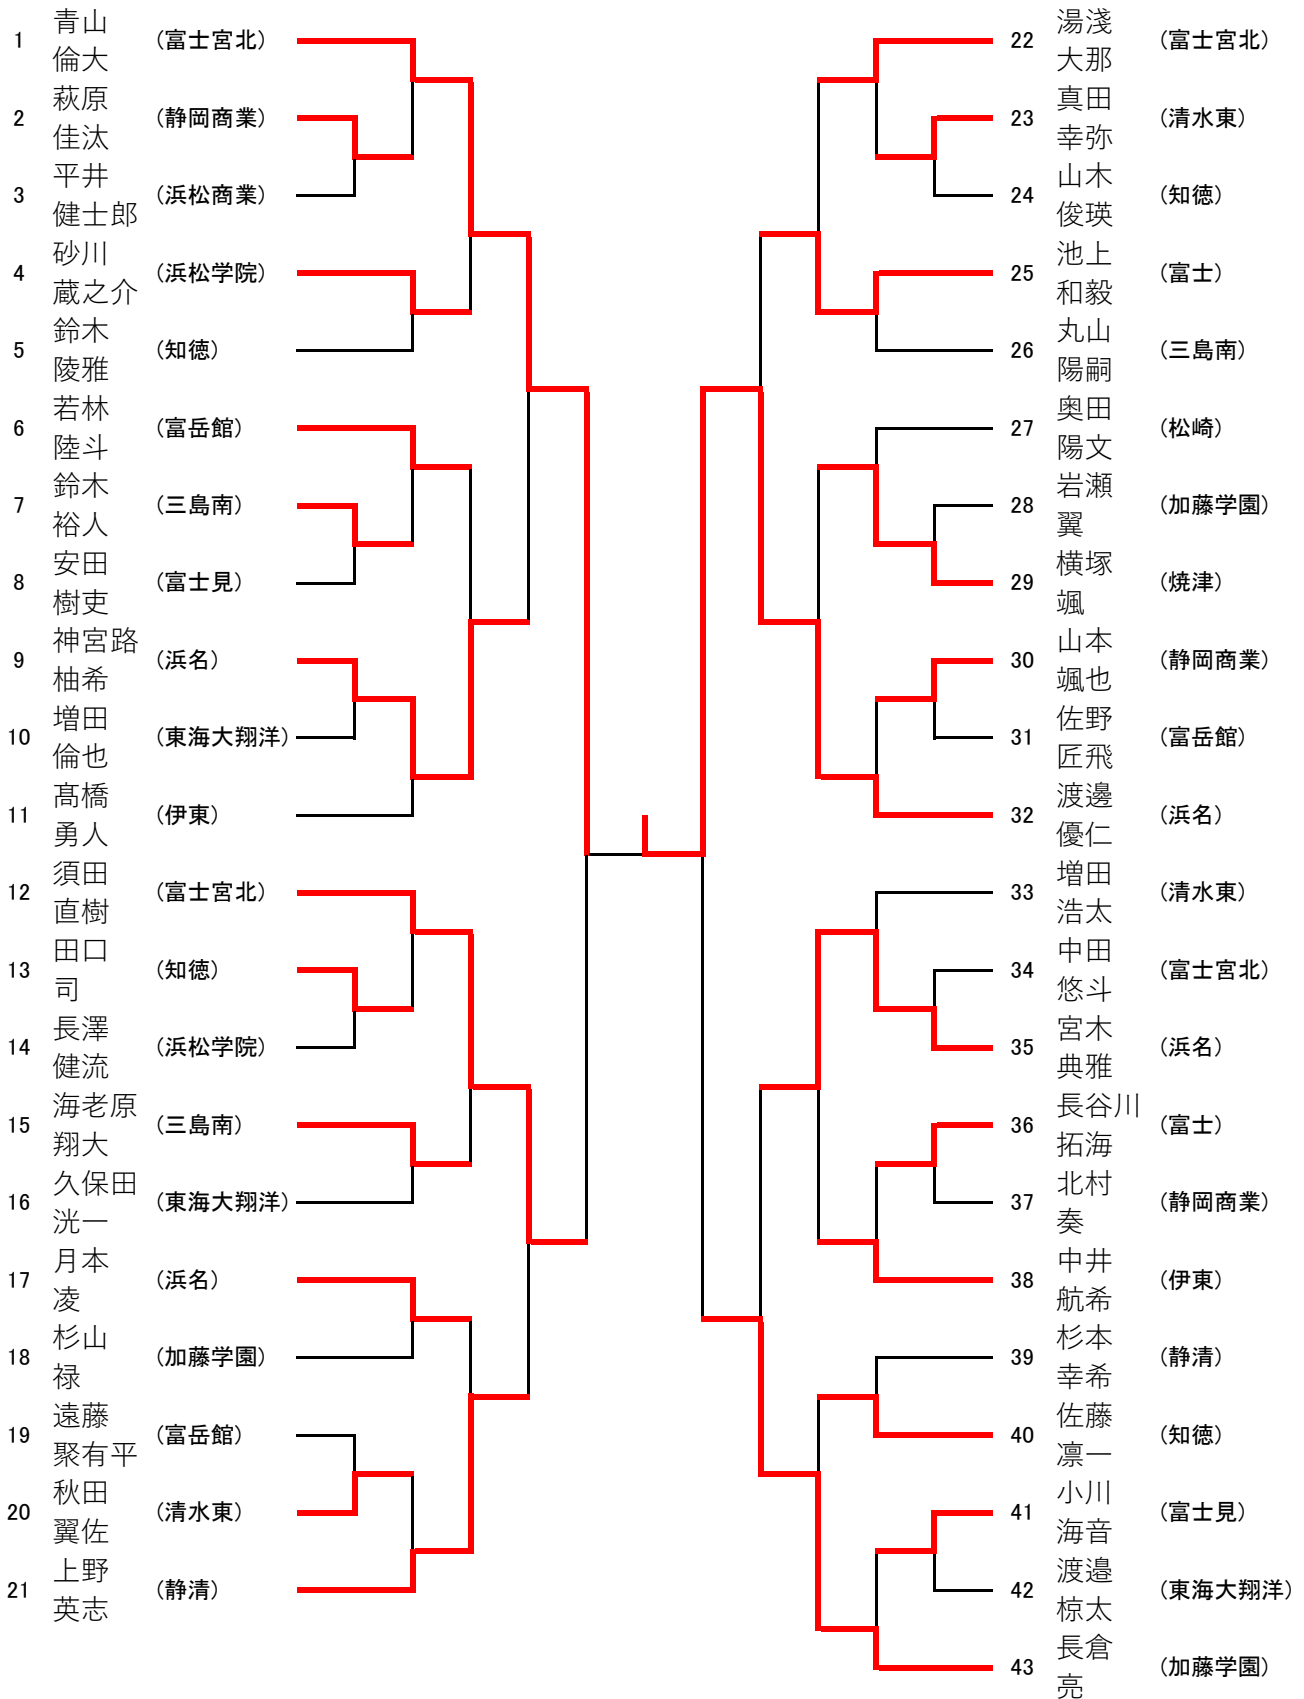 青山
1 (富士宮北)
倫大
萩原
2 (静岡商業)
佳汰
平井
3 (浜松商業)
健士郎
砂川
4 (浜松学院)
蔵之介
鈴木
5 (知徳)
陵雅
若林
6 (富岳館)
陸斗
鈴木
7 (三島南)
裕人
安田
8 (富士見)
樹吏
神宮路
9 (浜名)
柚希
増田
10 (東海大翔洋)
倫也
髙橋
11 (伊東)
勇人
須田
12 (富士宮北)
直樹
田口
13 (知徳)
司
長澤
14 (浜松学院)
健流
海老原
15 (三島南)
翔大
久保田
16 (東海大翔洋)
洸一
月本
17 (浜名)
凌
杉山
18 (加藤学園)
禄
遠藤
19 (富岳館)
聚有平
秋田
20 (清水東)
翼佐
上野
21 (静清)
英志
湯淺
22 (富士宮北)
大那
真田
23 (清水東)
幸弥
山木
24 (知徳)
俊瑛
池上
25 (富士)
和毅
丸山
26 (三島南)
陽嗣
奥田
27 (松崎)
陽文
岩瀬
28 (加藤学園)
翼
横塚
29 (焼津)
颯
山本
30 (静岡商業)
颯也
佐野
31 (富岳館)
匠飛
渡邊
32 (浜名)
優仁
増田
33 (清水東)
浩太
中田
34 (富士宮北)
悠斗
宮木
35 (浜名)
典雅
長谷川
36 (富士)
拓海
北村
37 (静岡商業)
奏
中井
38 (伊東)
航希
杉本
39 (静清)
幸希
佐藤
40 (知徳)
凛一
小川
41 (富士見)
海音
渡邉
42 (東海大翔洋)
椋太
長倉
43 (加藤学園)
亮